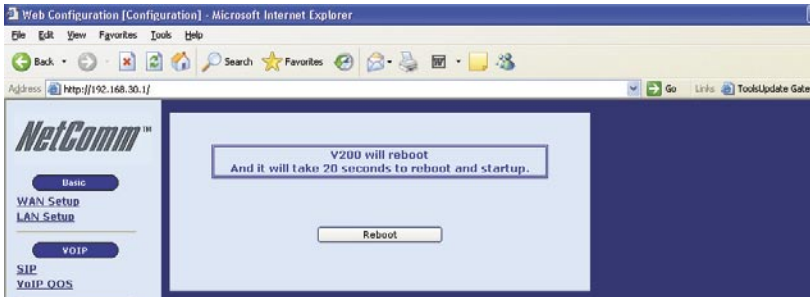 Web Configuration [Configuration] - Microsoft Internet Explorer
File Edit View Favorites Tools Help
Back Search Favorites
Address http://192.168.30.1/ Go Links ToolsUpdate Gate
NetComm™
V200 will reboot
And it will take 20 seconds to reboot and startup.
Basic
WAN Setup
LAN Setup
Reboot
VOIP
SIP
VoIP QOS